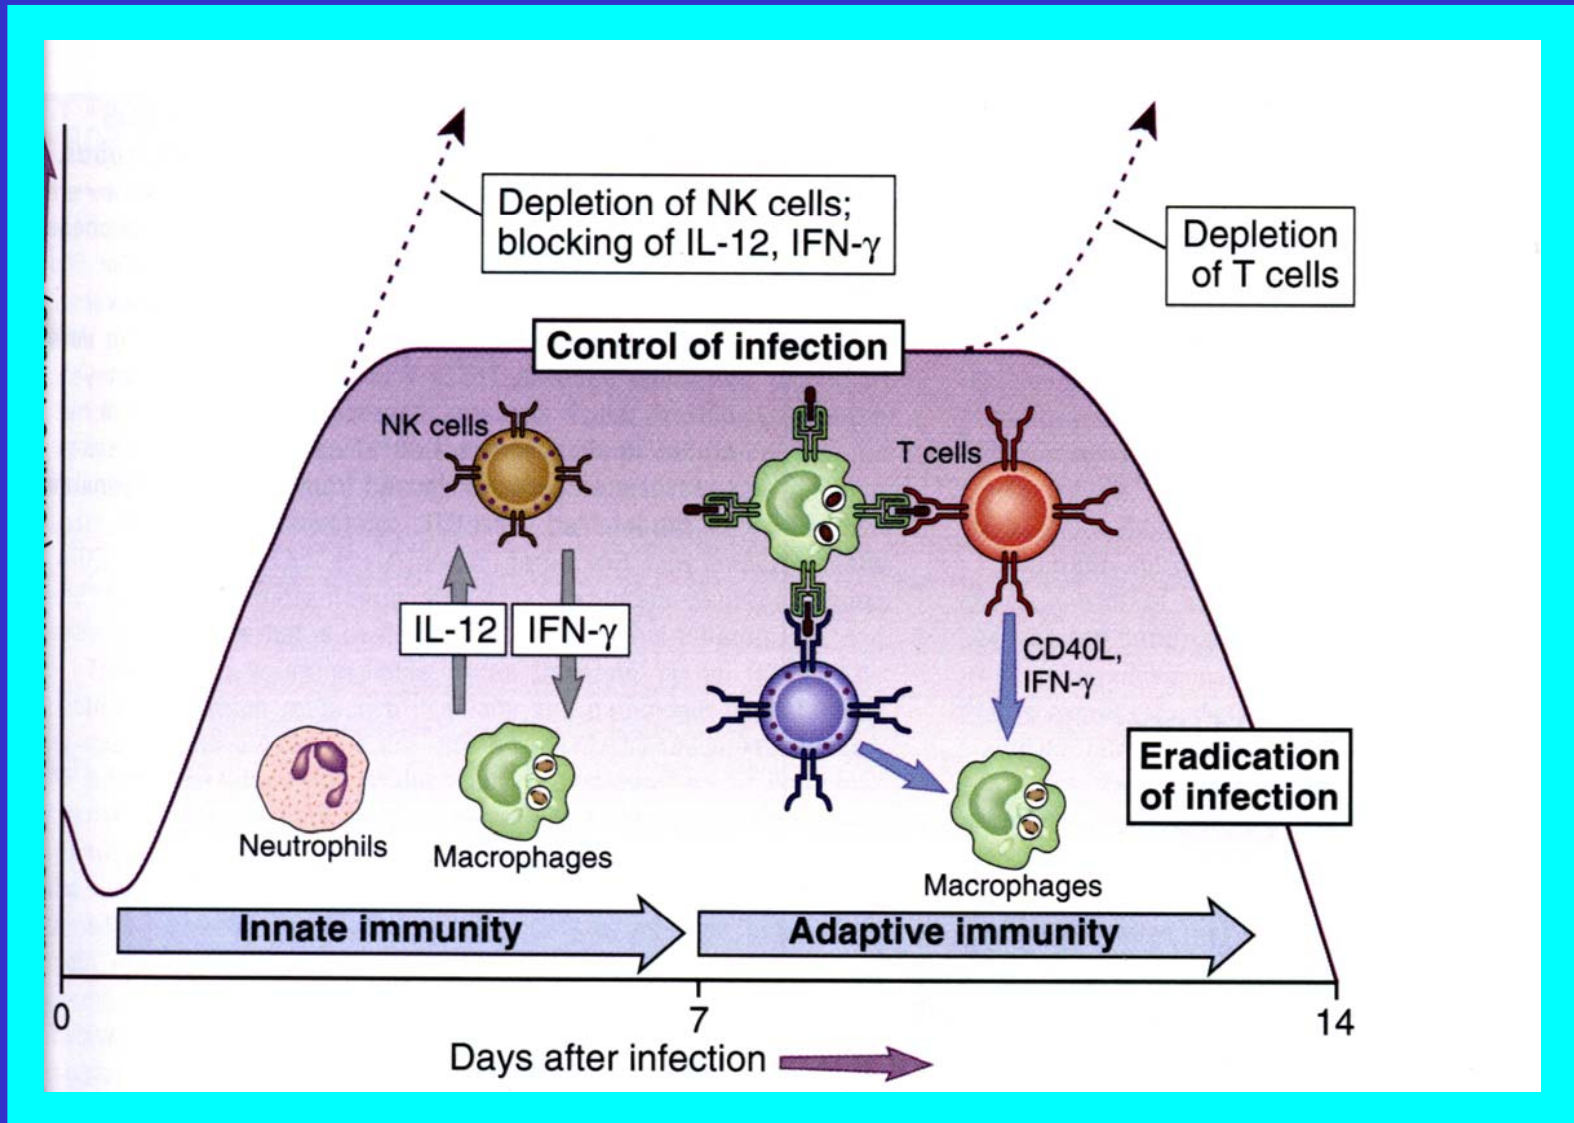 Depletion of NK cells;
blocking of IL-12, IFN-γ
Depletion
of T cells
Control of infection
NK cells
T cells
IL-12
IFN-γ
CD40L,
IFN-γ
Eradication
of infection
Neutrophils
Macrophages
Macrophages
Innate immunity
Adaptive immunity
0
7
14
Days after infection